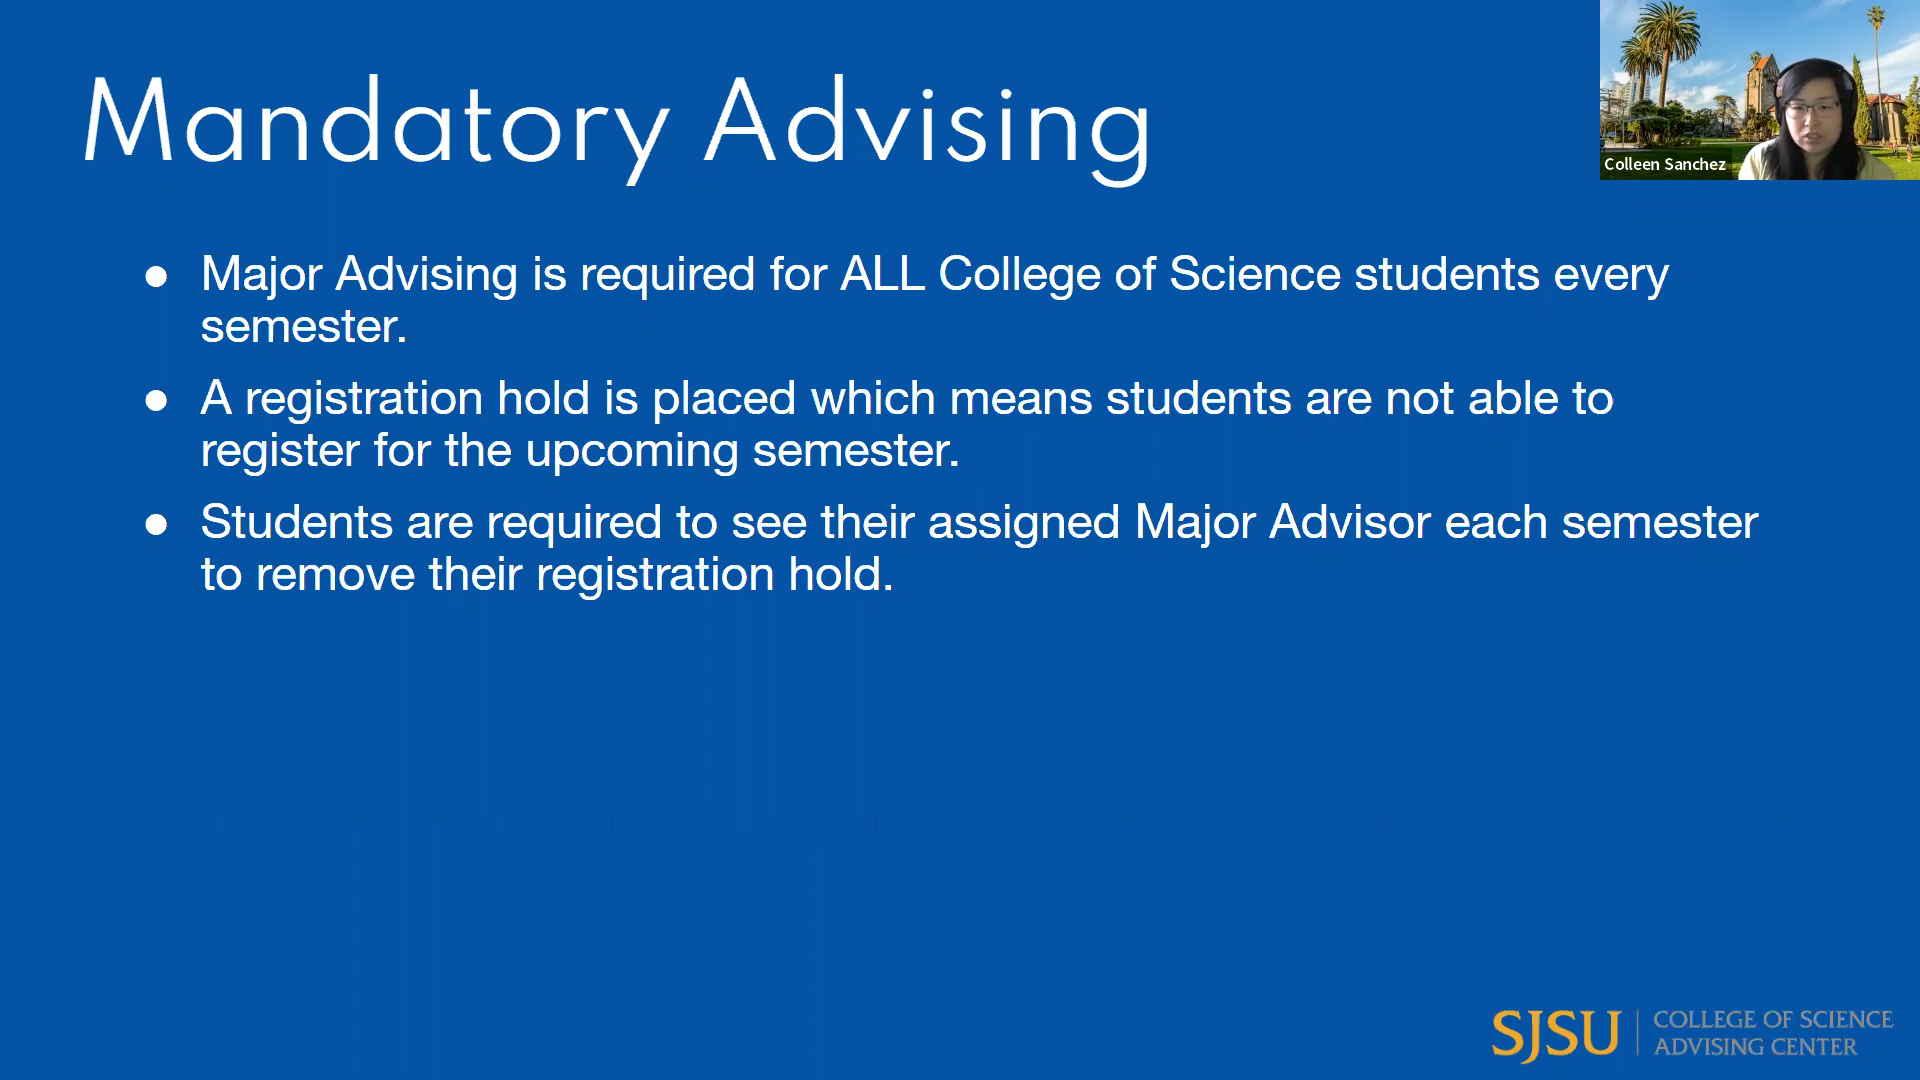 Mandatory Advising
Colleen Sanchez
● Major Advising is required for ALL College of Science students every
semester.
● A registration hold is placed which means students are not able to
register for the upcoming semester.
● Students are required to see their assigned Major Advisor each semester
to remove their registration hold.
SJSU | COLLEGE OF SCIENCE
ADVISING CENTER